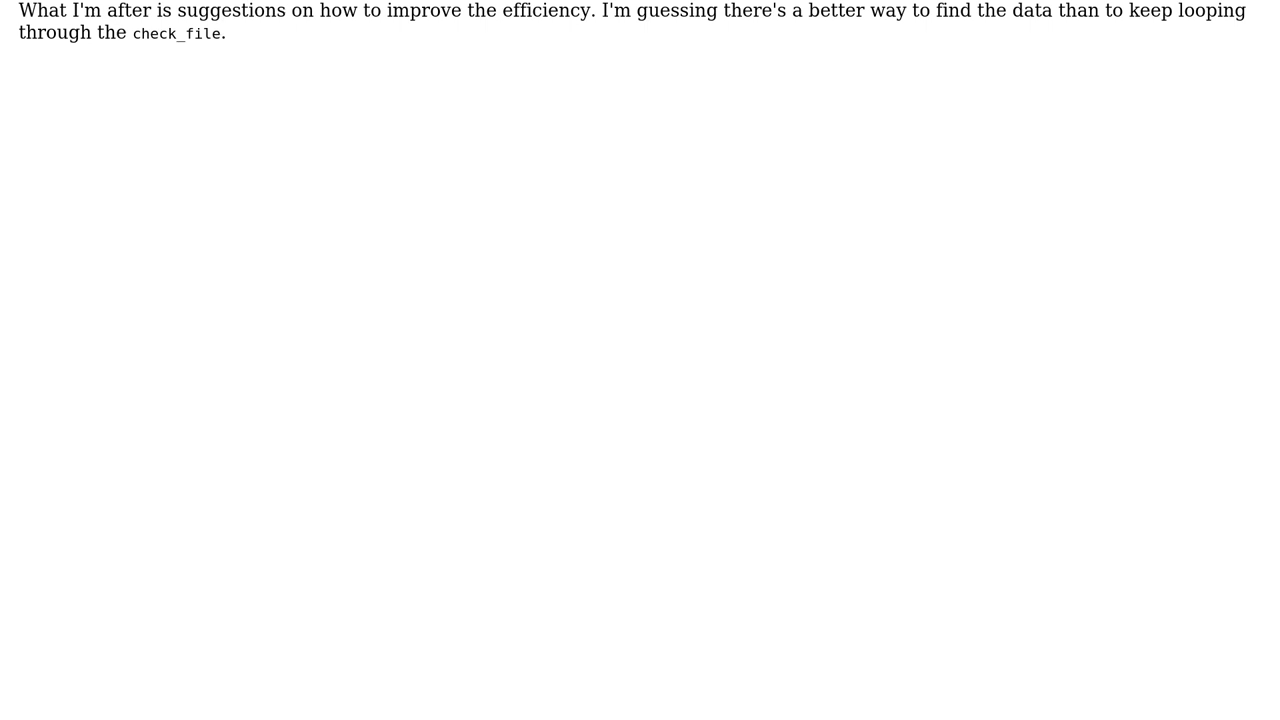 What I'm after is suggestions on how to improve the efficiency. I'm guessing there's a better way to find the data than to keep looping
through the check_file.